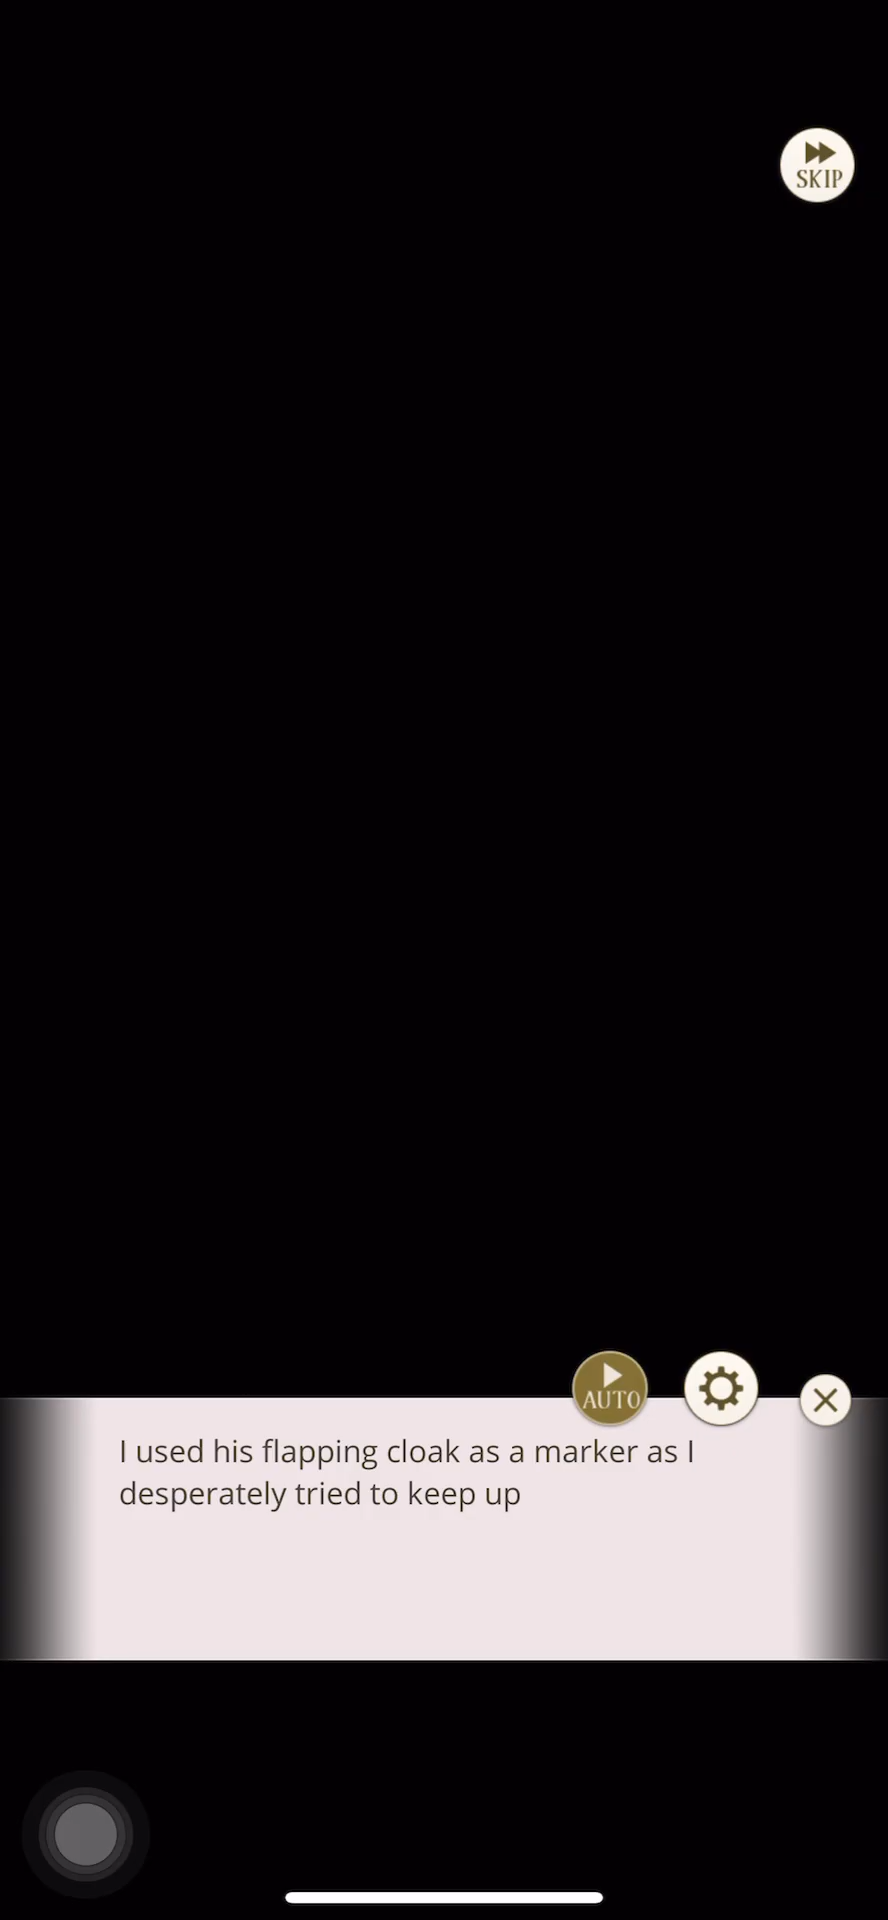 SKIP
AUTO
I used his flapping cloak as a marker as I
desperately tried to keep up